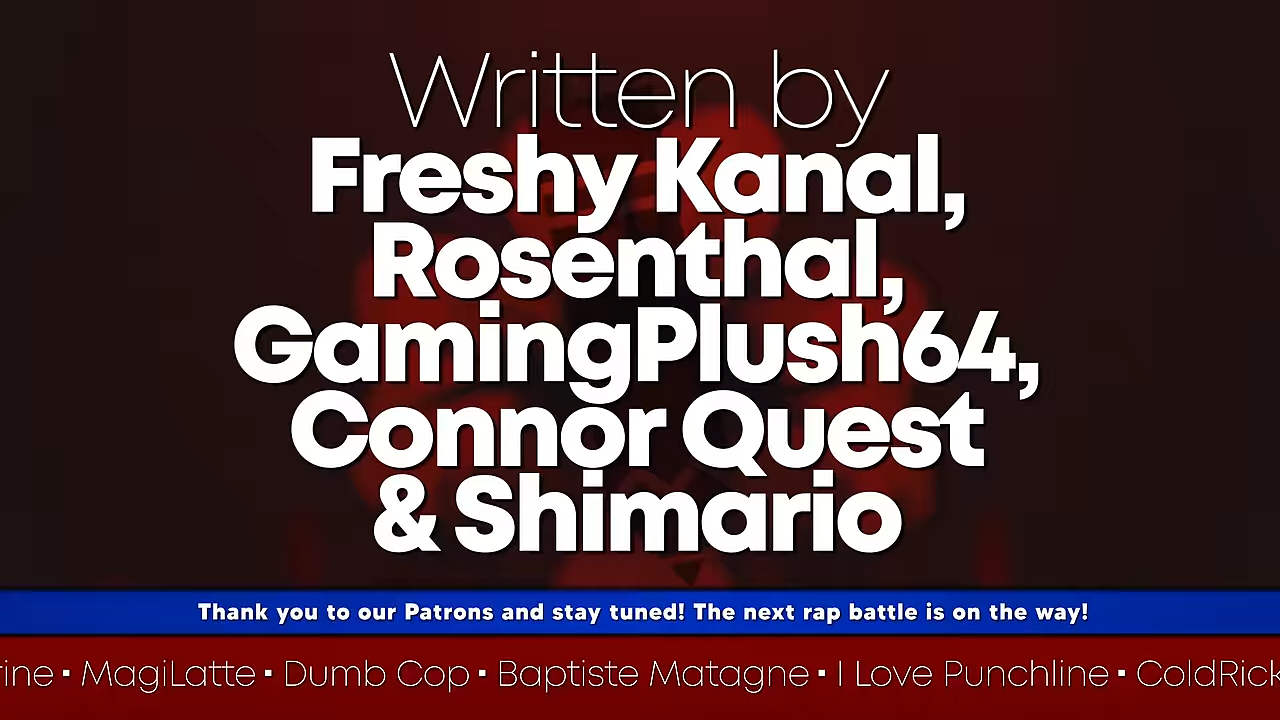 Written by
Freshy Kanal,
Rosenthal,
GamingPlush64,
Connor Quest
& Shimario
Thank you to our Patrons and stay tuned! The next rap battle is on the way!
▪ MagiLatte ▪ Dumb Cop ▪ Baptiste Matagne ▪ I Love Punchline ▪